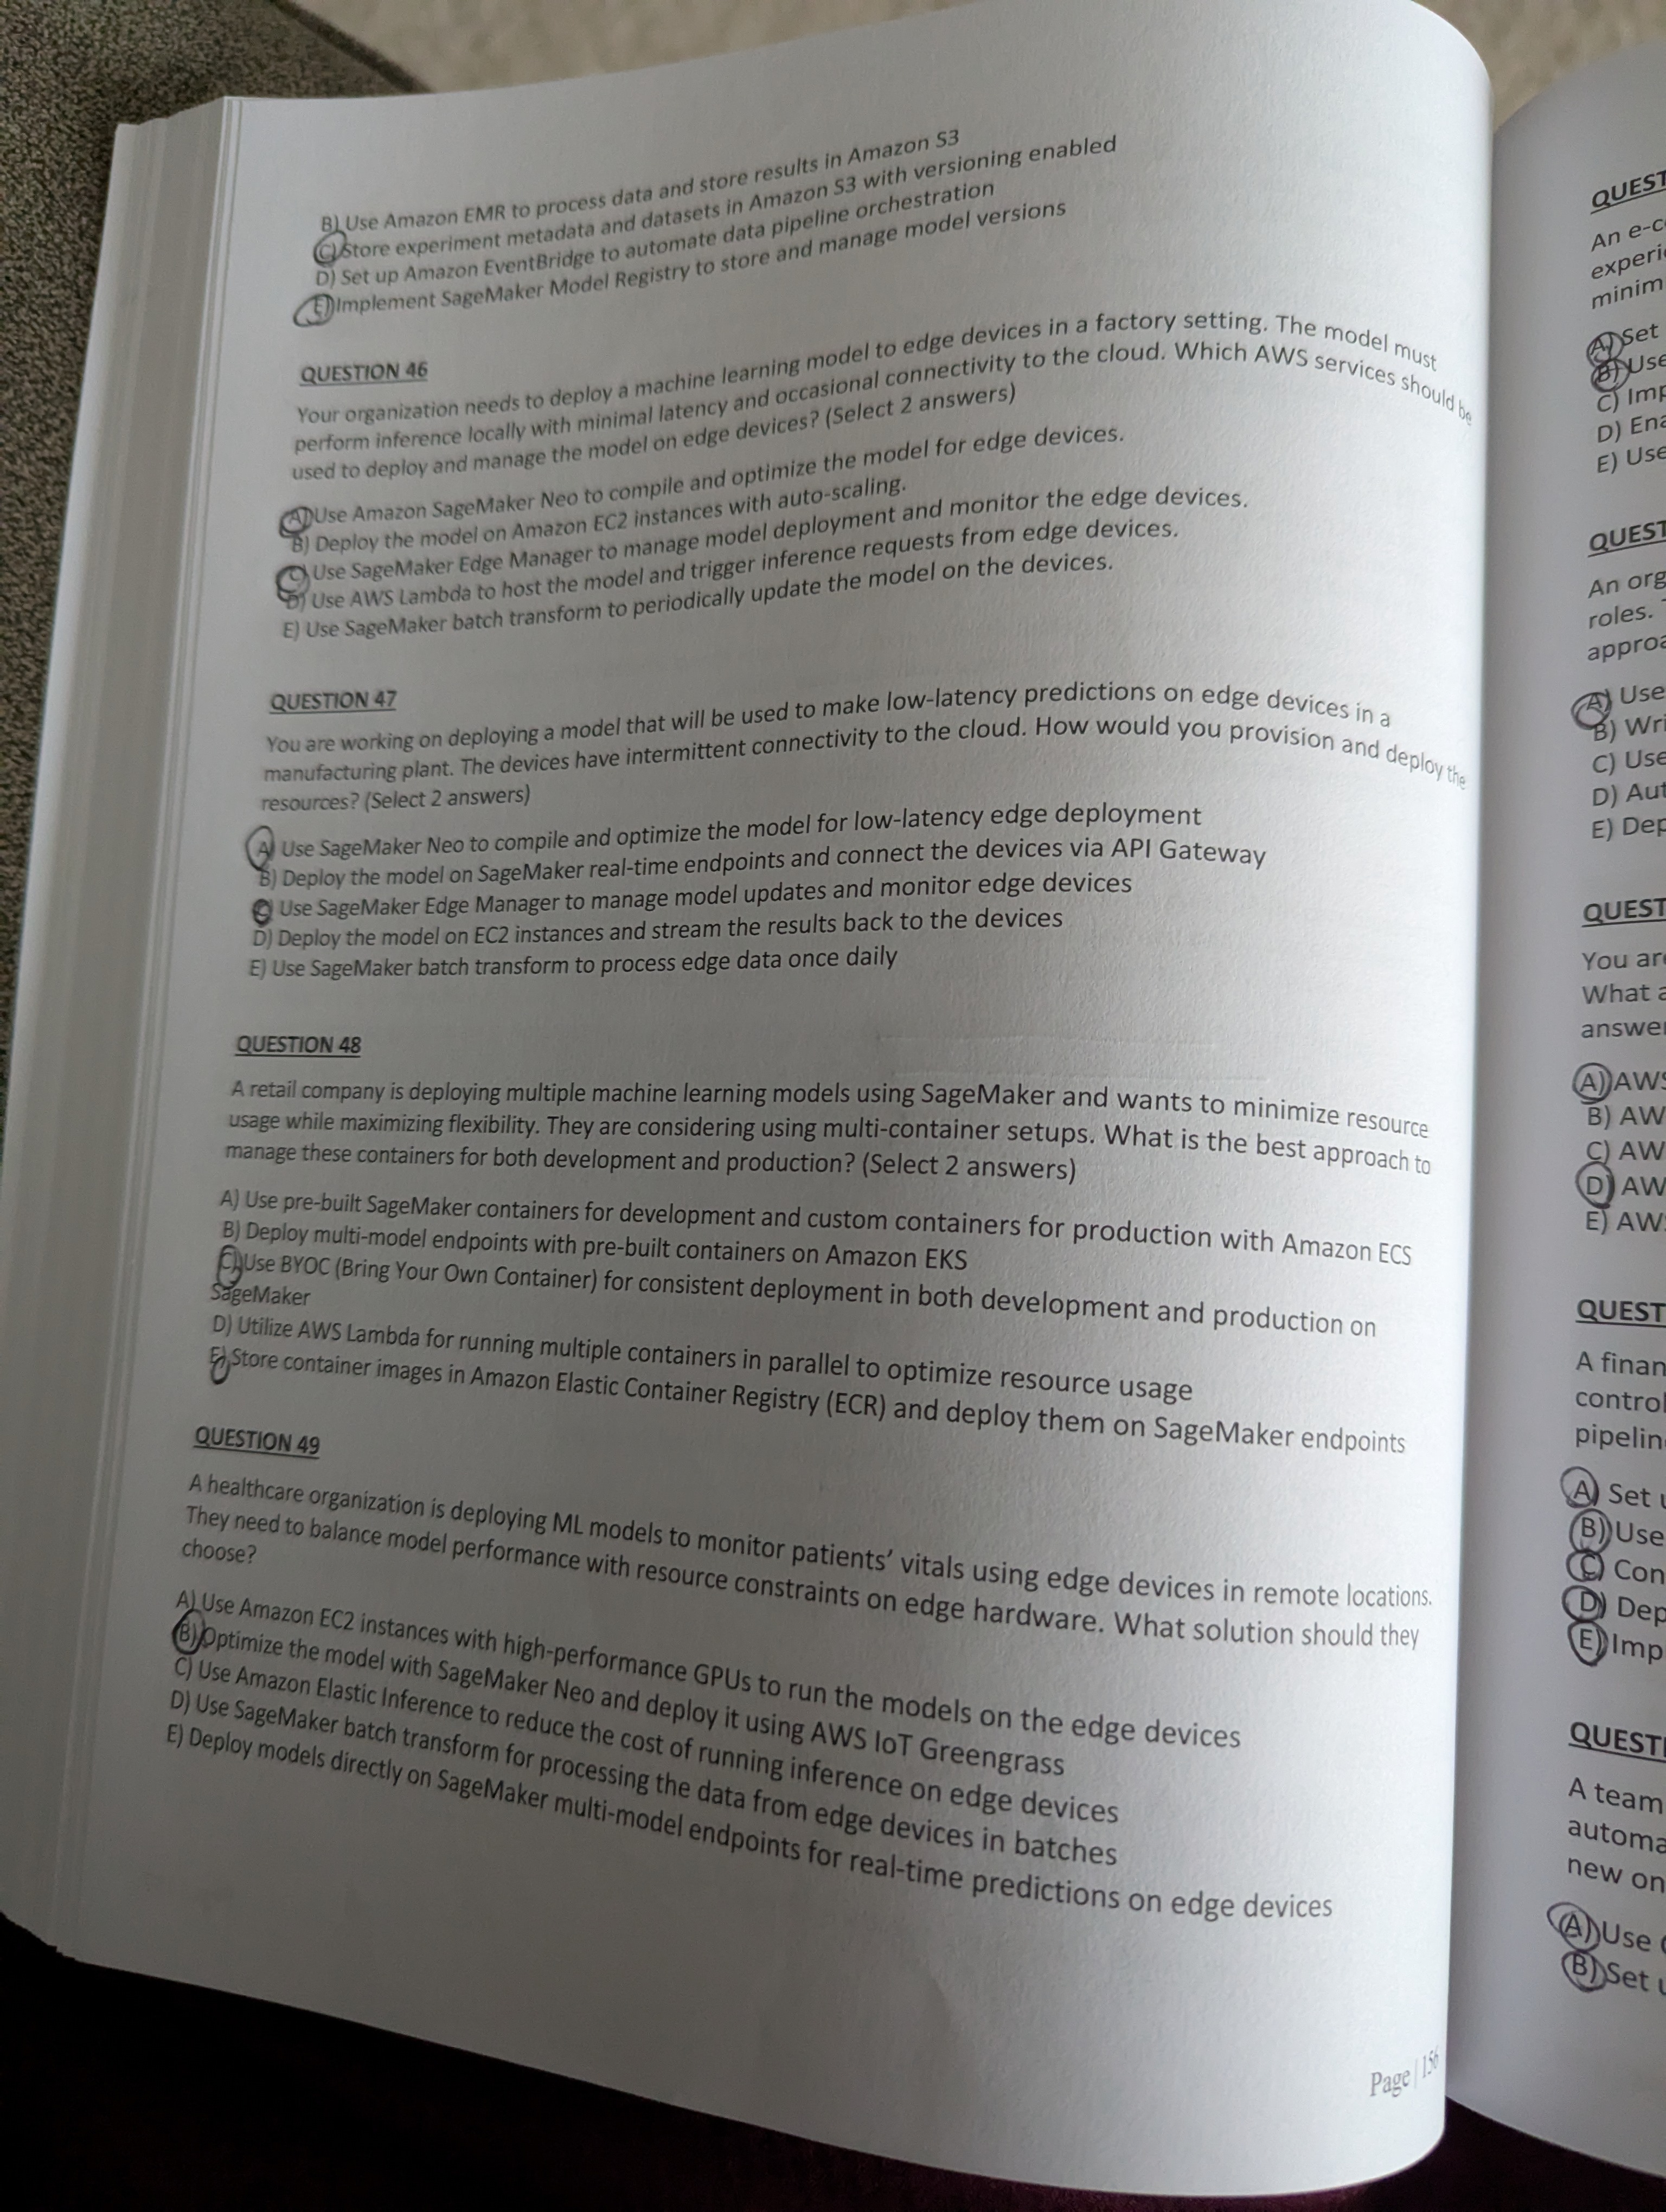 B) Use Amazon EMR to process data and store results in Amazon S3
C) Store experiment metadata and datasets in Amazon S3 with versioning enabled
D) Set up Amazon EventBridge to automate data pipeline orchestration
E) Implement SageMaker Model Registry to store and manage model versions
QUESTION 46
Your organization needs to deploy a machine learning model to edge devices in a factory setting. The model must
perform inference locally with minimal latency and occasional connectivity to the cloud. Which AWS services should be
used to deploy and manage the model on edge devices? (Select 2 answers)
A) Use Amazon SageMaker Neo to compile and optimize the model for edge devices.
B) Deploy the model on Amazon EC2 instances with auto-scaling.
C) Use SageMaker Edge Manager to manage model deployment and monitor the edge devices.
D) Use AWS Lambda to host the model and trigger inference requests from edge devices.
E) Use SageMaker batch transform to periodically update the model on the devices.
QUESTION 47
You are working on deploying a model that will be used to make low-latency predictions on edge devices in a
manufacturing plant. The devices have intermittent connectivity to the cloud. How would you provision and deploy the
resources? (Select 2 answers)
A) Use SageMaker Neo to compile and optimize the model for low-latency edge deployment
B) Deploy the model on SageMaker real-time endpoints and connect the devices via API Gateway
C) Use SageMaker Edge Manager to manage model updates and monitor edge devices
D) Deploy the model on EC2 instances and stream the results back to the devices
E) Use SageMaker batch transform to process edge data once daily
QUESTION 48
A retail company is deploying multiple machine learning models using SageMaker and wants to minimize resource
usage while maximizing flexibility. They are considering using multi-container setups. What is the best approach to
manage these containers for both development and production? (Select 2 answers)
A) Use pre-built SageMaker containers for development and custom containers for production with Amazon ECS
B) Deploy multi-model endpoints with pre-built containers on Amazon EKS
C) Use BYOC (Bring Your Own Container) for consistent deployment in both development and production on
SageMaker
D) Utilize AWS Lambda for running multiple containers in parallel to optimize resource usage
E) Store container images in Amazon Elastic Container Registry (ECR) and deploy them on SageMaker endpoints
QUESTION 49
A healthcare organization is deploying ML models to monitor patients' vitals using edge devices in remote locations.
They need to balance model performance with resource constraints on edge hardware. What solution should they
choose?
A) Use Amazon EC2 instances with high-performance GPUs to run the models on the edge devices
B) Optimize the model with SageMaker Neo and deploy it using AWS IoT Greengrass
C) Use Amazon Elastic Inference to reduce the cost of running inference on edge devices
D) Use SageMaker batch transform for processing the data from edge devices in batches
E) Deploy models directly on SageMaker multi-model endpoints for real-time predictions on edge devices
Page | 156
QUEST
An e-c
experi
minim
A) Set
B) Use
C) Imp
D) Ena
E) Use
QUEST
An org
roles.
approa
A) Use
B) Wri
C) Use
D) Aut
E) Dep
QUEST
You are
What a
answer
A) AWS
B) AW
C) AW
D) AW
E) AWS
QUEST
A finan
control
pipelin
A) Set u
B) Use
C) Con
D) Dep
E) Imp
QUESTI
A team
automa
new on
A) Use
B) Set u